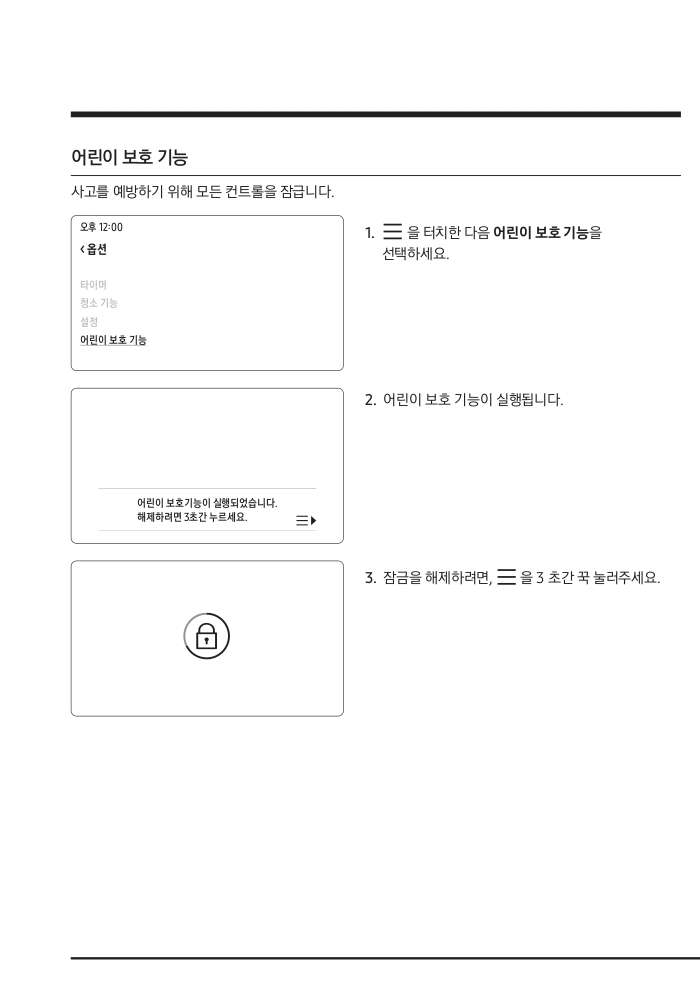 어린이 보호 기능
사고를 예방하기 위해 모든 컨트롤을 잠급니다.
오후 12:00
옵션
타이머
청소 기능
설정
어린이 보호 기능
1. 을 터치한 다음 어린이 보호 기능을
선택하세요.
어린이 보호기능이 실행되었습니다.
해제하려면 3초간 누르세요.
2. 어린이 보호 기능이 실행됩니다.
3. 잠금을 해제하려면, 을 3 초간 꾹 눌러주세요.